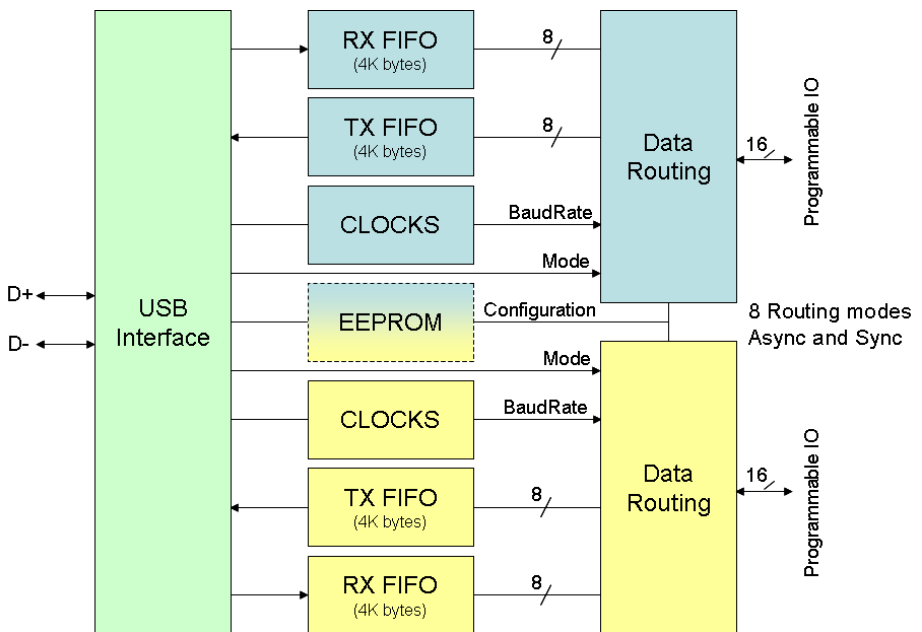 RX FIFO
(4K bytes)
8
TX FIFO
(4K bytes)
8
Data
Routing
16
Programmable IO
CLOCKS
BaudRate
Mode
D+
D-
USB
Interface
EEPROM
Configuration
8 Routing modes
Async and Sync
Mode
CLOCKS
BaudRate
TX FIFO
(4K bytes)
8
Data
Routing
16
Programmable IO
RX FIFO
(4K bytes)
8